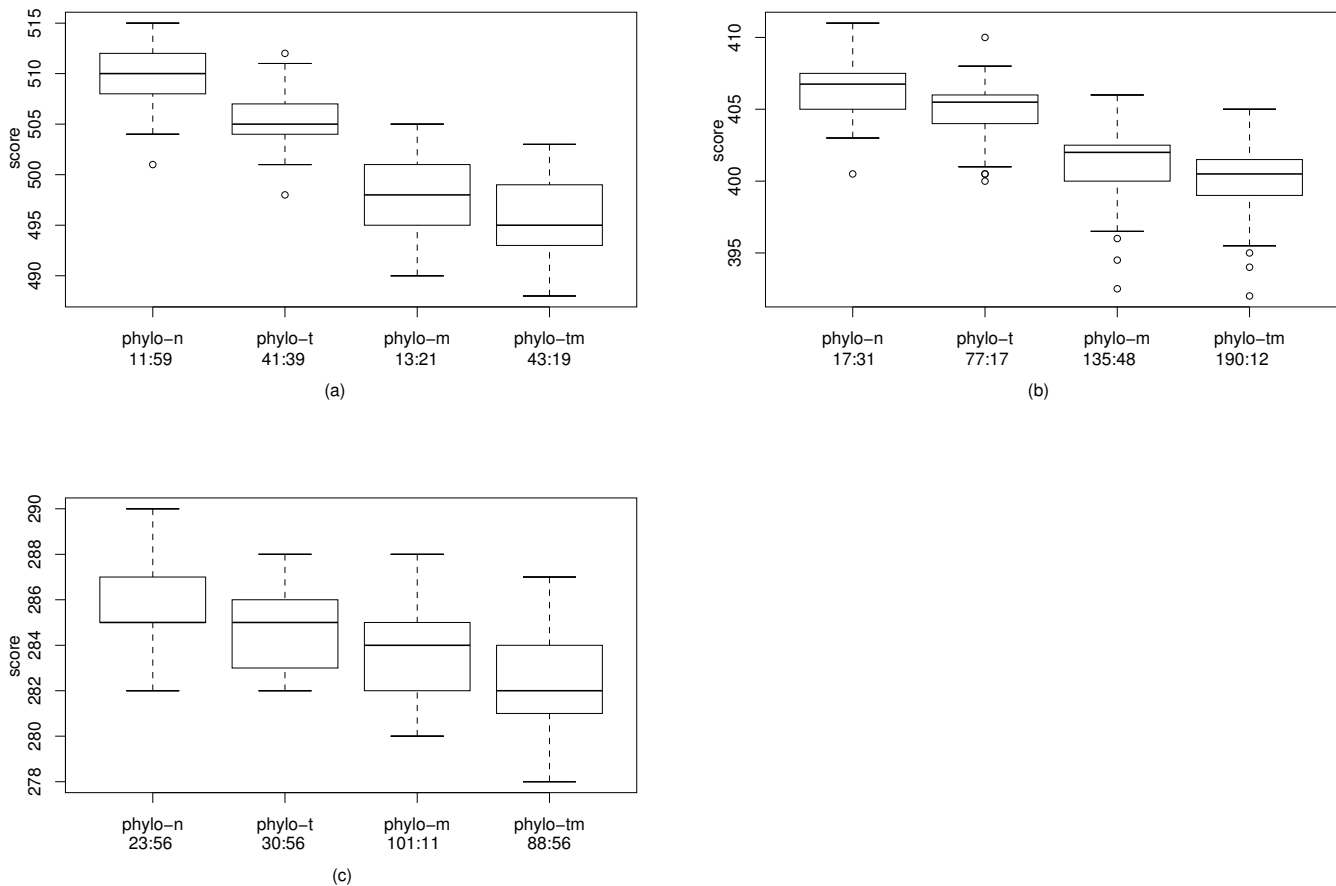 score
515
510
505
500
495
490
phylo−n phylo−t phylo−m phylo−tm
11:59 41:39 13:21 43:19
(a)
score
410
405
400
395
phylo−n phylo−t phylo−m phylo−tm
17:31 77:17 135:48 190:12
(b)
score
290
288
286
284
282
280
278
phylo−n phylo−t phylo−m phylo−tm
23:56 30:56 101:11 88:56
(c)